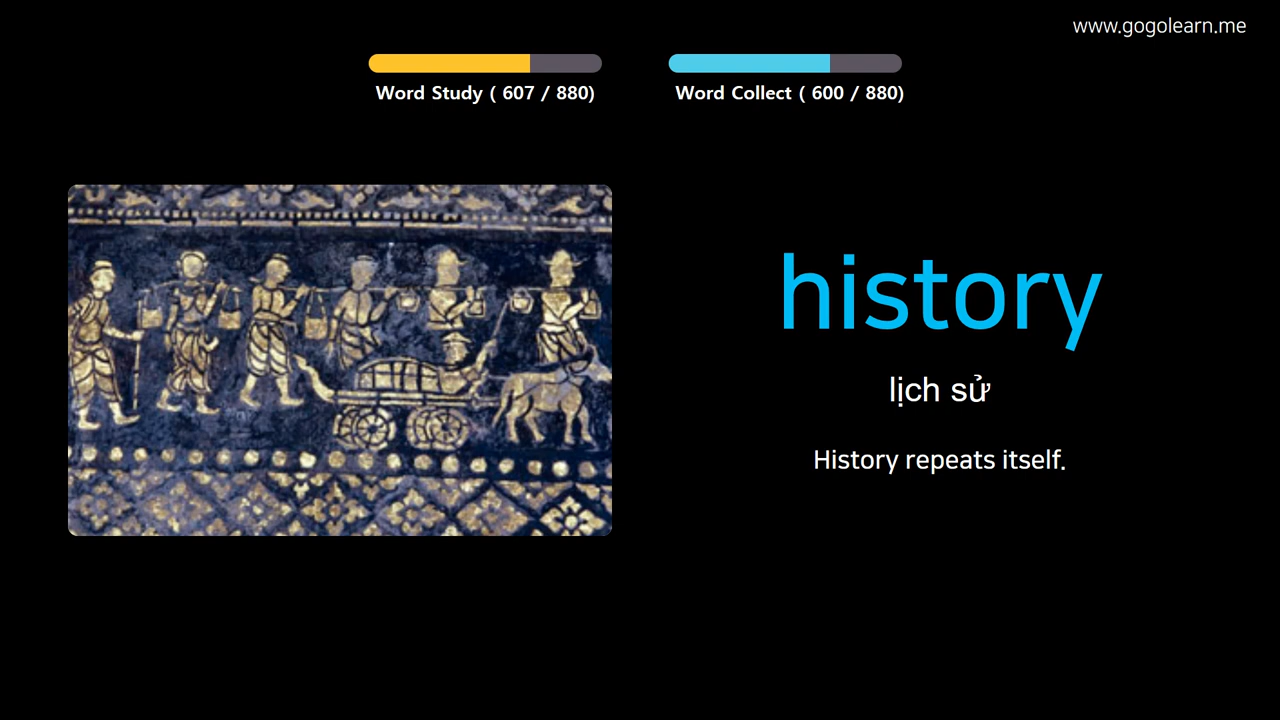 www.gogolearn.me
Word Study ( 607 / 880)
Word Collect ( 600 / 880)
history
lịch sử
History repeats itself.